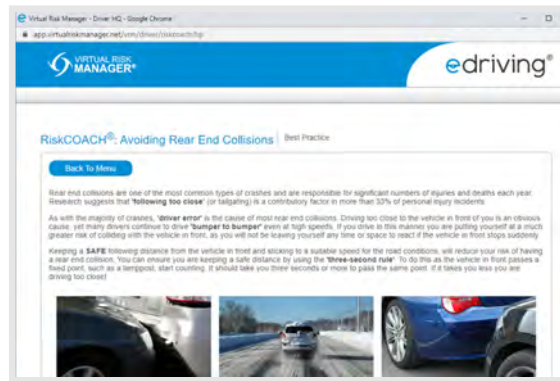 Virtual Risk Manager - Driver HQ - Google Chrome
app.virtualriskmanager.net/vrm/driver/riskcoach/bp
VIRTUAL RISK
MANAGER®
edriving®
RiskCOACH®: Avoiding Rear End Collisions Best Practice
Back To Menu
Rear end collisions are one of the most common types of crashes and are responsible for significant numbers of injuries and deaths each year.
Research suggests that 'following too close' (or tailgating) is a contributory factor in more than 33% of personal injury incidents.
As with the majority of crashes, 'driver error' is the cause of most rear end collisions. Driving too close to the vehicle in front of you is an obvious
cause, yet many drivers continue to drive 'bumper to bumper' even at high speeds. If you drive in this manner you are putting yourself at a much
greater risk of colliding with the vehicle in front, as you will not be leaving yourself any time or space to react if the vehicle in front stops suddenly.
Keeping a SAFE following distance from the vehicle in front and sticking to a suitable speed for the road conditions, will reduce your risk of having
a rear end collision. You can ensure you are keeping a safe distance by using the 'three-second rule'. To do this as the vehicle in front passes a
fixed point, such as a lamppost, start counting. It should take you three seconds or more to pass the same point. If it takes you less you are
driving too close!